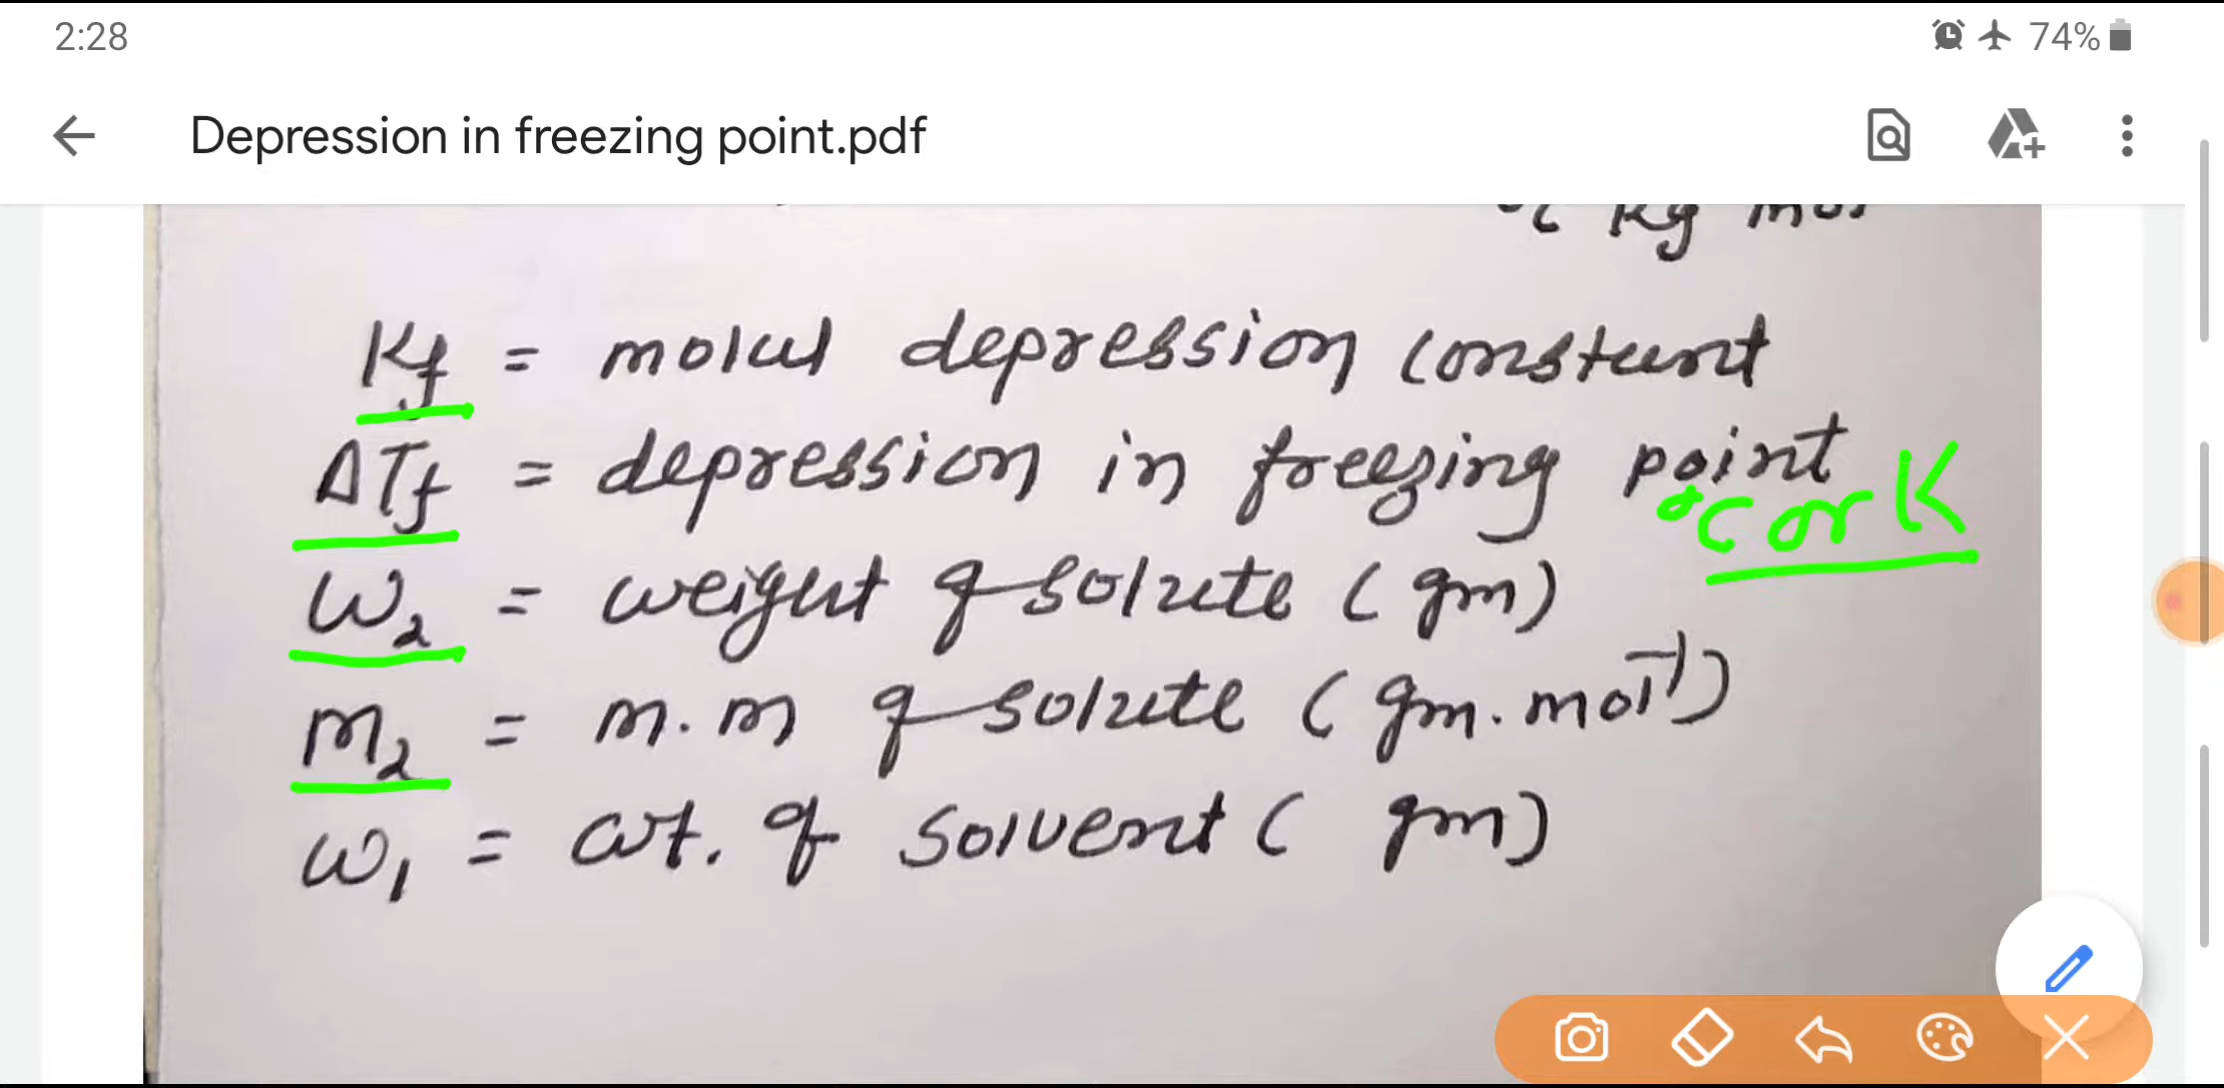 2:28
74%
Depression in freezing point.pdf
Kf = molal depression constant
ΔTf = depression in freezing point
°C or K
W₂ = weight of solute (gm)
M₂ = m.m of solute (gm. mol⁻¹)
W₁ = wt. of solvent ( gm)